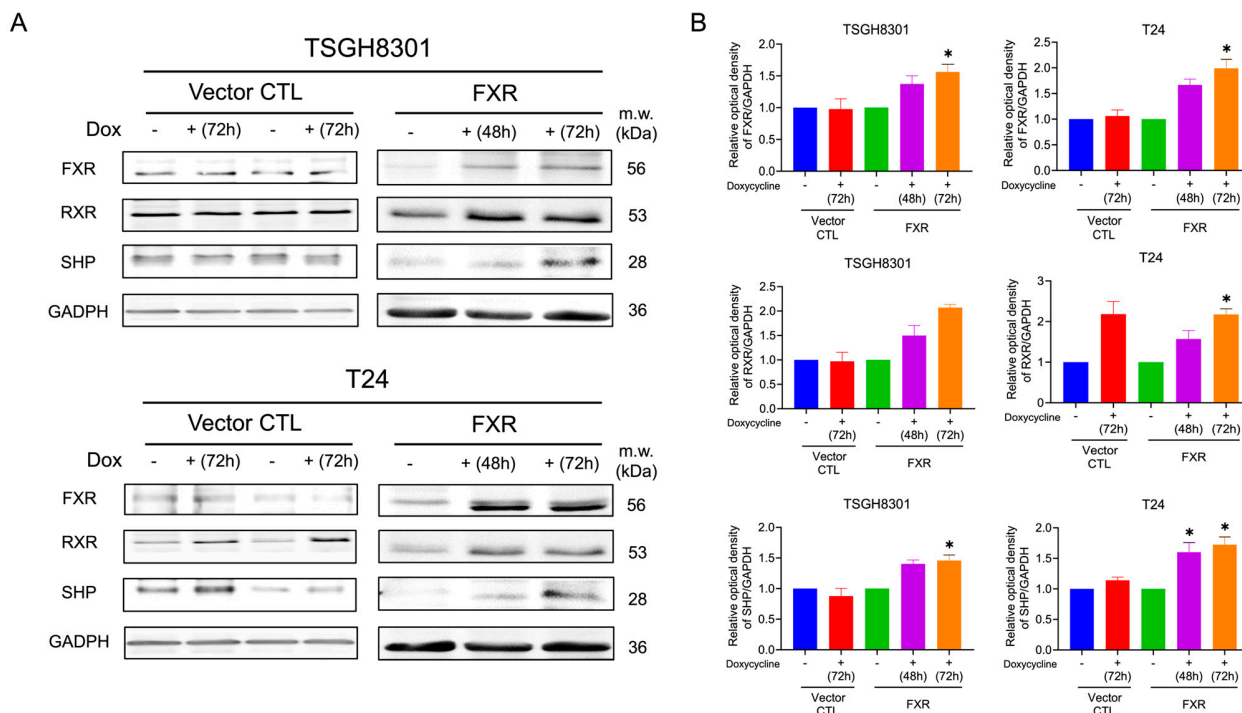 A
TSGH8301
Vector CTL FXR
m.w.
(kDa)
Dox - + (72h) - + (72h) - + (48h) + (72h)
FXR 56
RXR 53
SHP 28
GADPH 36
T24
Vector CTL FXR
m.w.
(kDa)
Dox - + (72h) - + (72h) - + (48h) + (72h)
FXR 56
RXR 53
SHP 28
GADPH 36
B
TSGH8301
Relative optical density
of FXR/GAPDH
2.0
1.5
1.0
0.5
0.0
*
Doxycycline - + - + +
(72h) (48h) (72h)
Vector
CTL
FXR
T24
Relative optical density
of FXR/GAPDH
2.5
2.0
1.5
1.0
0.5
0.0
*
Doxycycline - + - + +
(72h) (48h) (72h)
Vector
CTL
FXR
TSGH8301
Relative optical density
of RXR/GAPDH
2.5
2.0
1.5
1.0
0.5
0.0
Doxycycline - + - + +
(72h) (48h) (72h)
Vector
CTL
FXR
T24
Relative optical density
of RXR/GAPDH
3
2
1
0
*
Doxycycline - + - + +
(72h) (48h) (72h)
Vector
CTL
FXR
TSGH8301
Relative optical density
of SHP/GAPDH
2.0
1.5
1.0
0.5
0.0
*
Doxycycline - + - + +
(72h) (48h) (72h)
Vector
CTL
FXR
T24
Relative optical density
of SHP/GAPDH
2.0
1.5
1.0
0.5
0.0
* *
Doxycycline - + - + +
(72h) (48h) (72h)
Vector
CTL
FXR